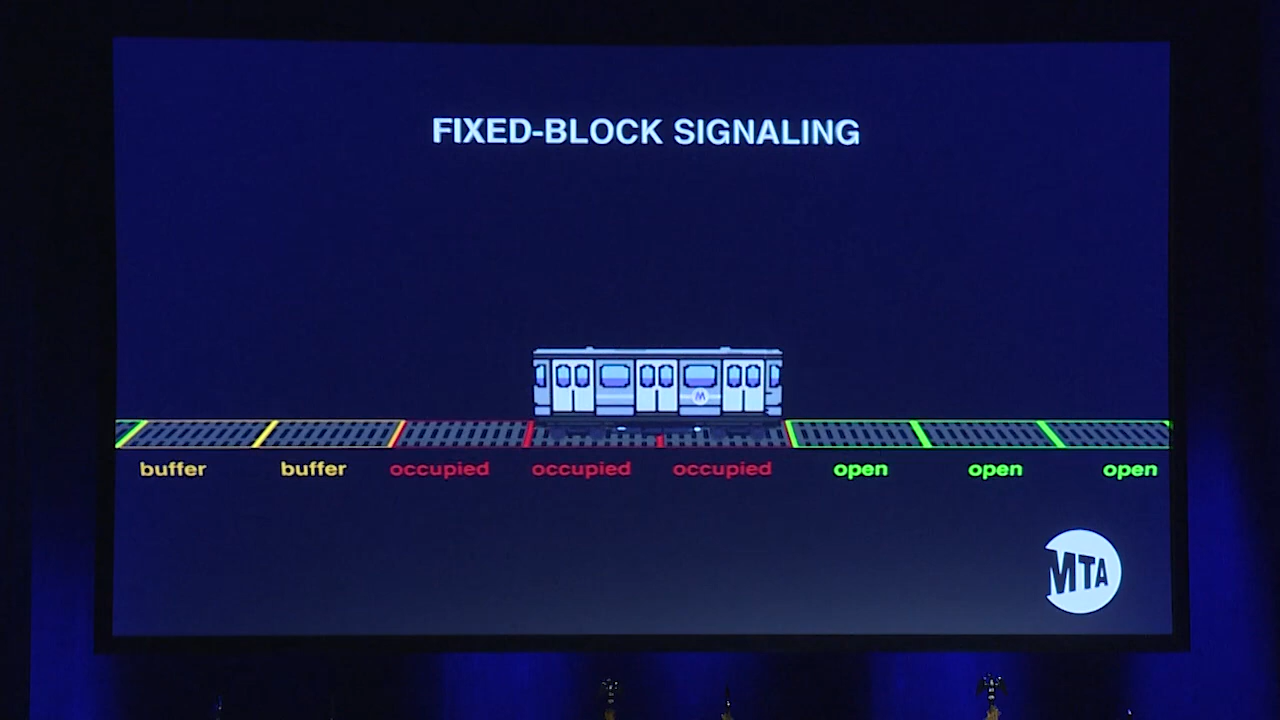 FIXED-BLOCK SIGNALING
M
buffer buffer occupied occupied occupied open open open
MTA